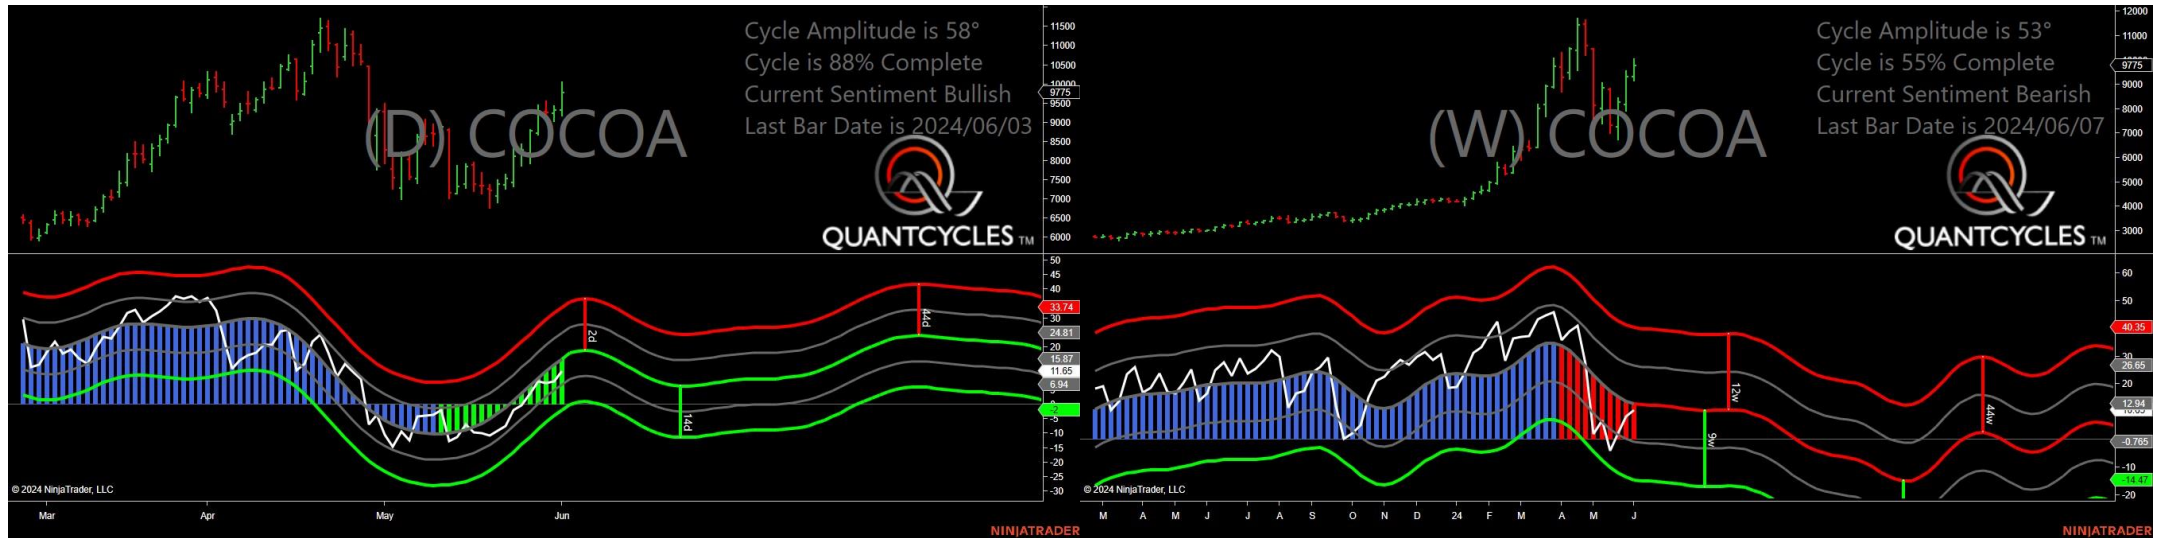 Cycle Amplitude is 58°
Cycle is 88% Complete
Current Sentiment Bullish
Last Bar Date is 2024/06/03
(D) COCOA
QUANTCYCLES TM
11500
11000
10500
10000
9775
9500
9000
8500
8000
7500
7000
6500
6000
50
45
40
33.74
30
24.81
20
15.87
11.65
6.94
-2
-5
-10
-15
-20
-25
-30
2d
14d
44d
© 2024 NinjaTrader, LLC
Mar Apr May Jun
NINJATRADER
Cycle Amplitude is 53°
Cycle is 55% Complete
Current Sentiment Bearish
Last Bar Date is 2024/06/07
(W) COCOA
QUANTCYCLES TM
12000
11000
9775
9000
8000
7000
6000
5000
4000
3000
60
50
40.35
30
26.65
20
12.94
-0.765
-10
-14.47
-20
12w
9w
44w
© 2024 NinjaTrader, LLC
M A M J J A S O N D 24 F M A M J
NINJATRADER